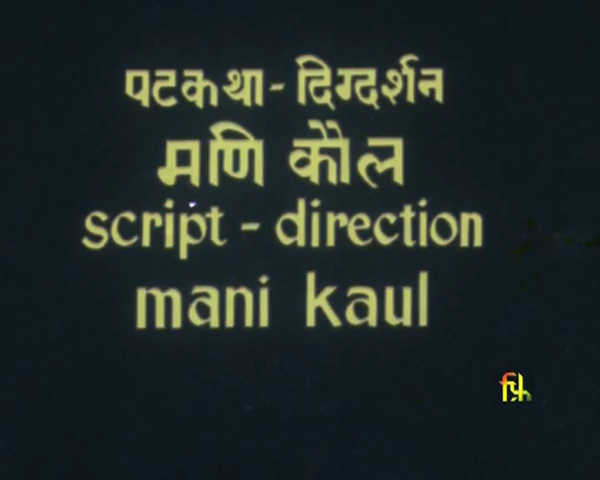 पटकथा - दिग्दर्शन
मणि कौल
script - direction
mani kaul